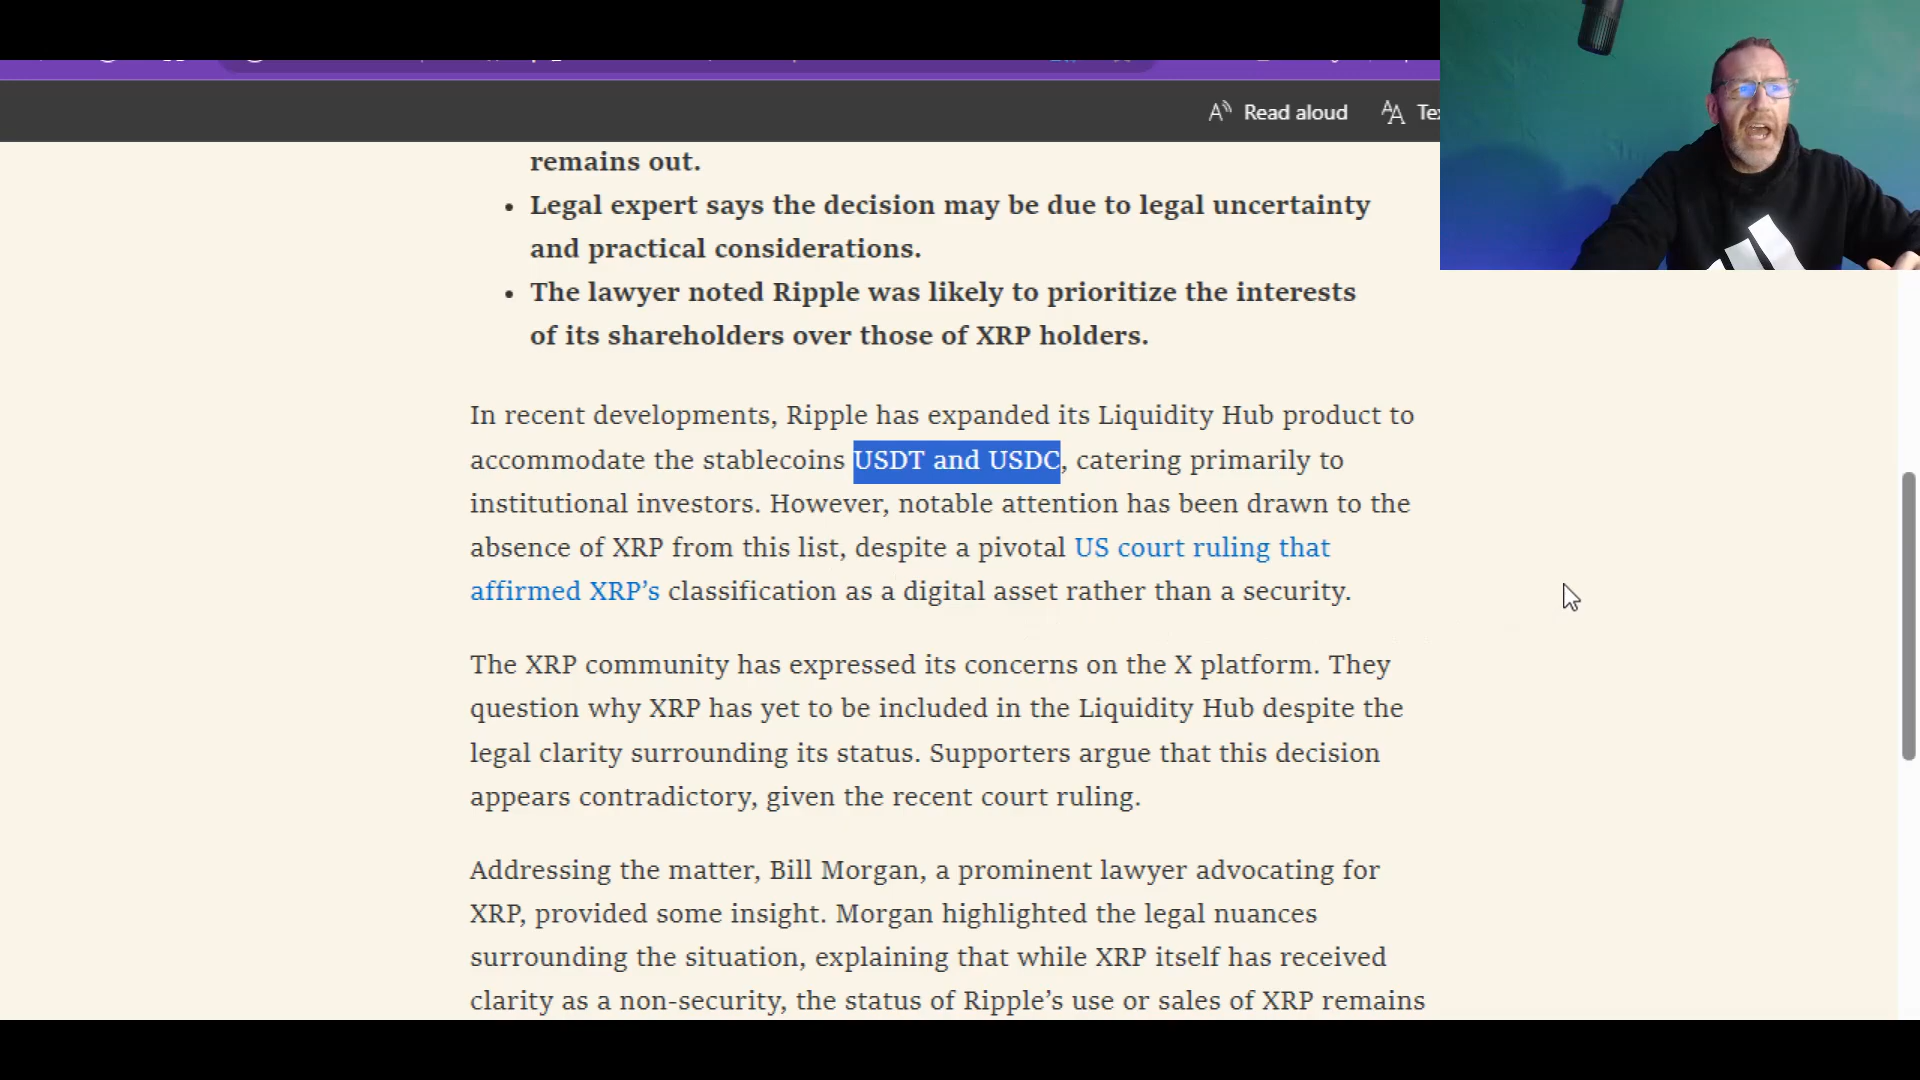 Read aloud
remains out.
• Legal expert says the decision may be due to legal uncertainty
and practical considerations.
• The lawyer noted Ripple was likely to prioritize the interests
of its shareholders over those of XRP holders.
In recent developments, Ripple has expanded its Liquidity Hub product to
accommodate the stablecoins USDT and USDC, catering primarily to
institutional investors. However, notable attention has been drawn to the
absence of XRP from this list, despite a pivotal US court ruling that
affirmed XRP’s classification as a digital asset rather than a security.
The XRP community has expressed its concerns on the X platform. They
question why XRP has yet to be included in the Liquidity Hub despite the
legal clarity surrounding its status. Supporters argue that this decision
appears contradictory, given the recent court ruling.
Addressing the matter, Bill Morgan, a prominent lawyer advocating for
XRP, provided some insight. Morgan highlighted the legal nuances
surrounding the situation, explaining that while XRP itself has received
clarity as a non-security, the status of Ripple’s use or sales of XRP remains